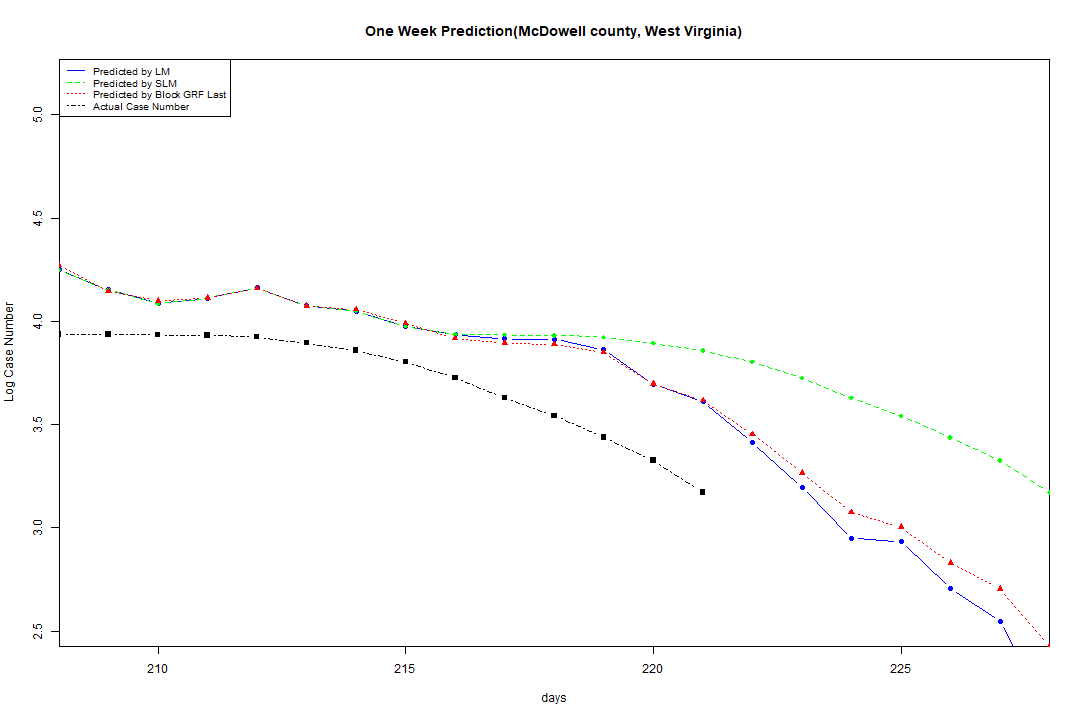 One Week Prediction(McDowell county, West Virginia)
Predicted by LM
Predicted by SLM
Predicted by Block GRF Last
Actual Case Number
5.0
4.5
4.0
3.5
3.0
2.5
Log Case Number
210 215 220 225
days